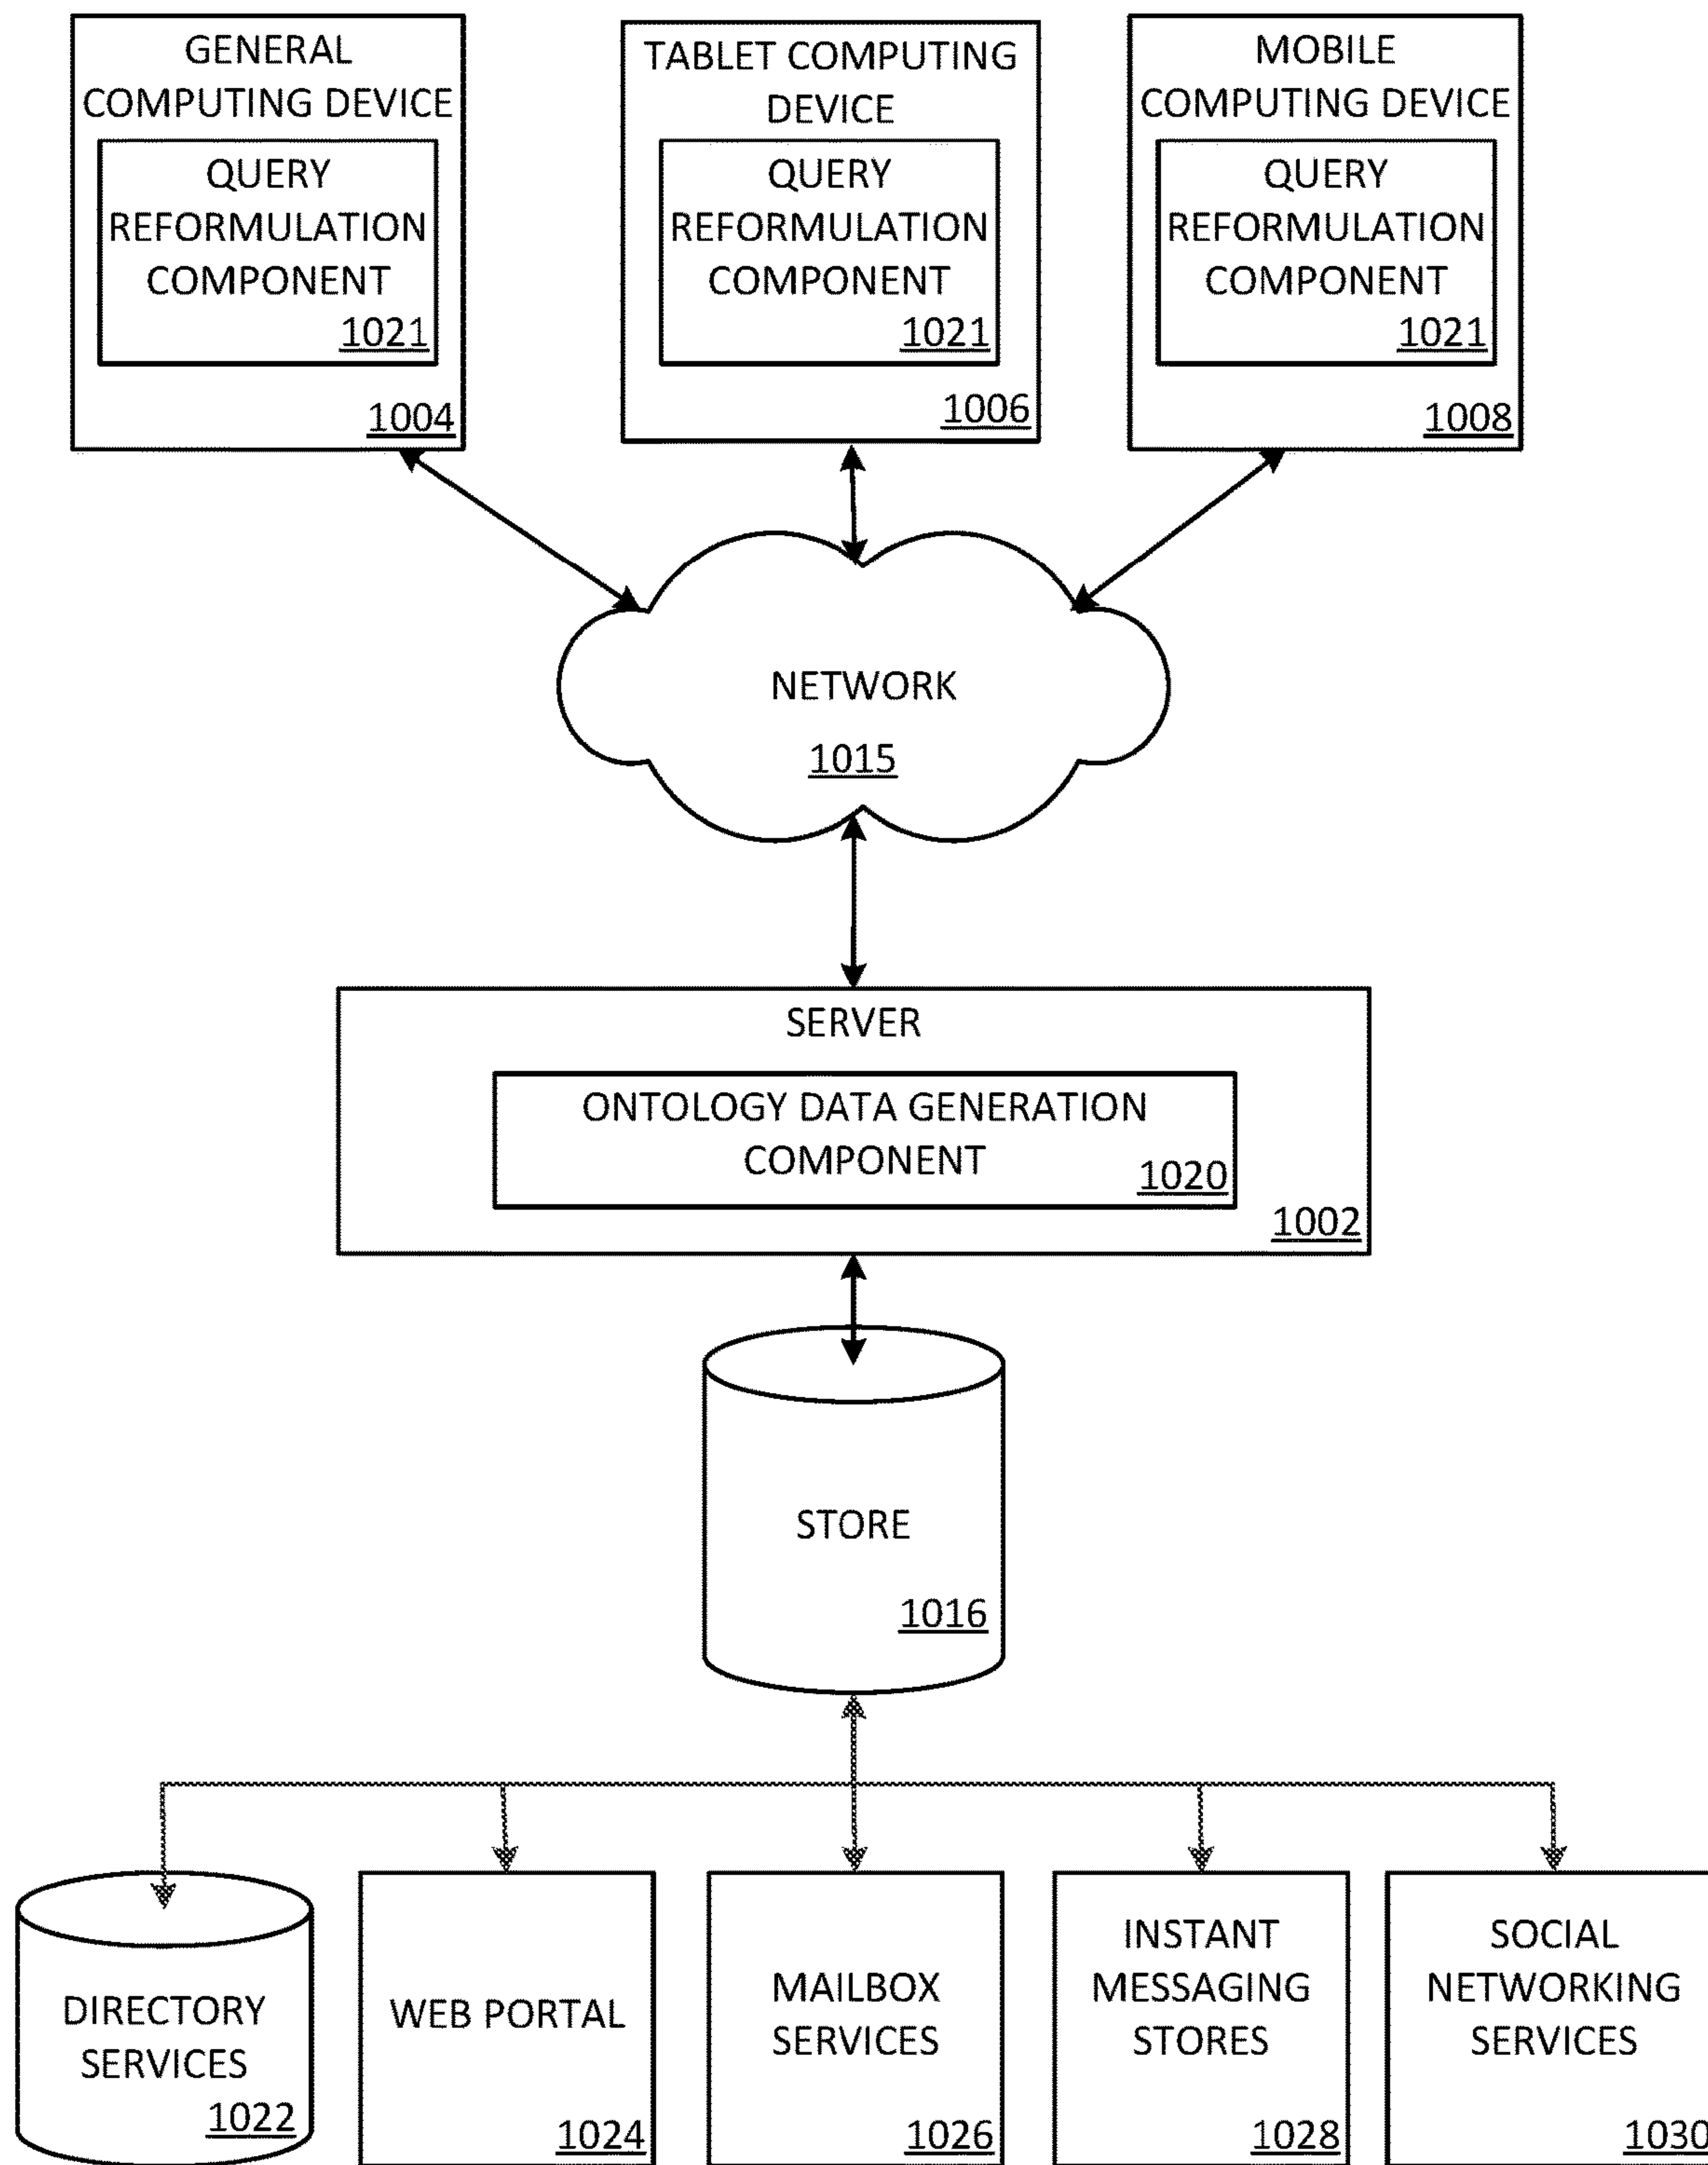 GENERAL
COMPUTING DEVICE
QUERY
REFORMULATION
COMPONENT
1021
1004
TABLET COMPUTING
DEVICE
QUERY
REFORMULATION
COMPONENT
1021
1006
MOBILE
COMPUTING DEVICE
QUERY
REFORMULATION
COMPONENT
1021
1008
NETWORK
1015
SERVER
ONTOLOGY DATA GENERATION
COMPONENT
1020
1002
STORE
1016
DIRECTORY
SERVICES
1022
WEB PORTAL
1024
MAILBOX
SERVICES
1026
INSTANT
MESSAGING
STORES
1028
SOCIAL
NETWORKING
SERVICES
1030